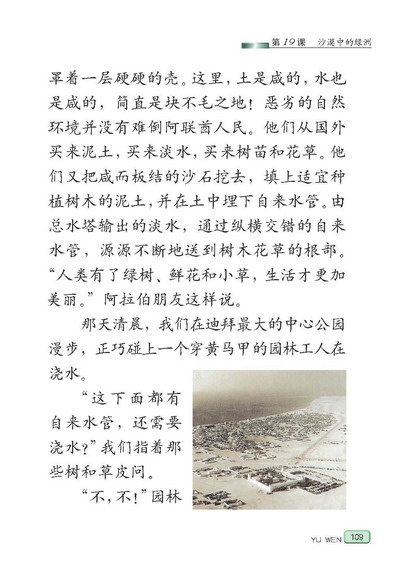 第19课 沙漠中的绿洲
罩着一层硬硬的壳。这里，土是咸的，水也
是咸的，简直是块不毛之地！恶劣的自然
环境并没有难倒阿联酋人民。他们从国外
买来泥土，买来淡水，买来树苗和花草。他
们又把咸而板结的沙石挖去，填上适宜种
植树木的泥土，并在土中埋下自来水管。由
总水塔输出的淡水，通过纵横交错的自来
水管，源源不断地送到树木花草的根部。
“人类有了绿树、鲜花和小草，生活才更加
美丽。”阿拉伯朋友这样说。
那天清晨，我们在迪拜最大的中心公园
漫步，正巧碰上一个穿黄马甲的园林工人在
浇水。
“这下面都有
自来水管，还需要
浇水？”我们指着那
些树和草皮问。
“不，不！”园林
YU WEN 109